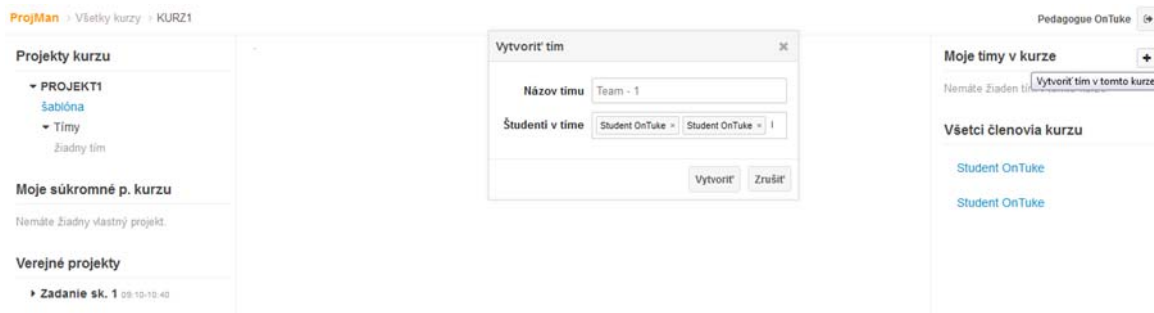 ProjMan > Všetky kurzy > KURZ1
Pedagogue OnTuke
Projekty kurzu
PROJEKT1
šablóna
Tímy
žiadny tím
Moje súkromné p. kurzu
Nemáte žiadny vlastný projekt.
Verejné projekty
Zadanie sk. 1 09:10-10:40
Vytvoriť tím
Názov tímu Team - 1
Študenti v tíme Student OnTuke × Student OnTuke ×
Vytvoriť Zrušiť
Moje tímy v kurze
Vytvoriť tím v tomto kurze
Nemáte žiaden
Všetci členovia kurzu
Student OnTuke
Student OnTuke